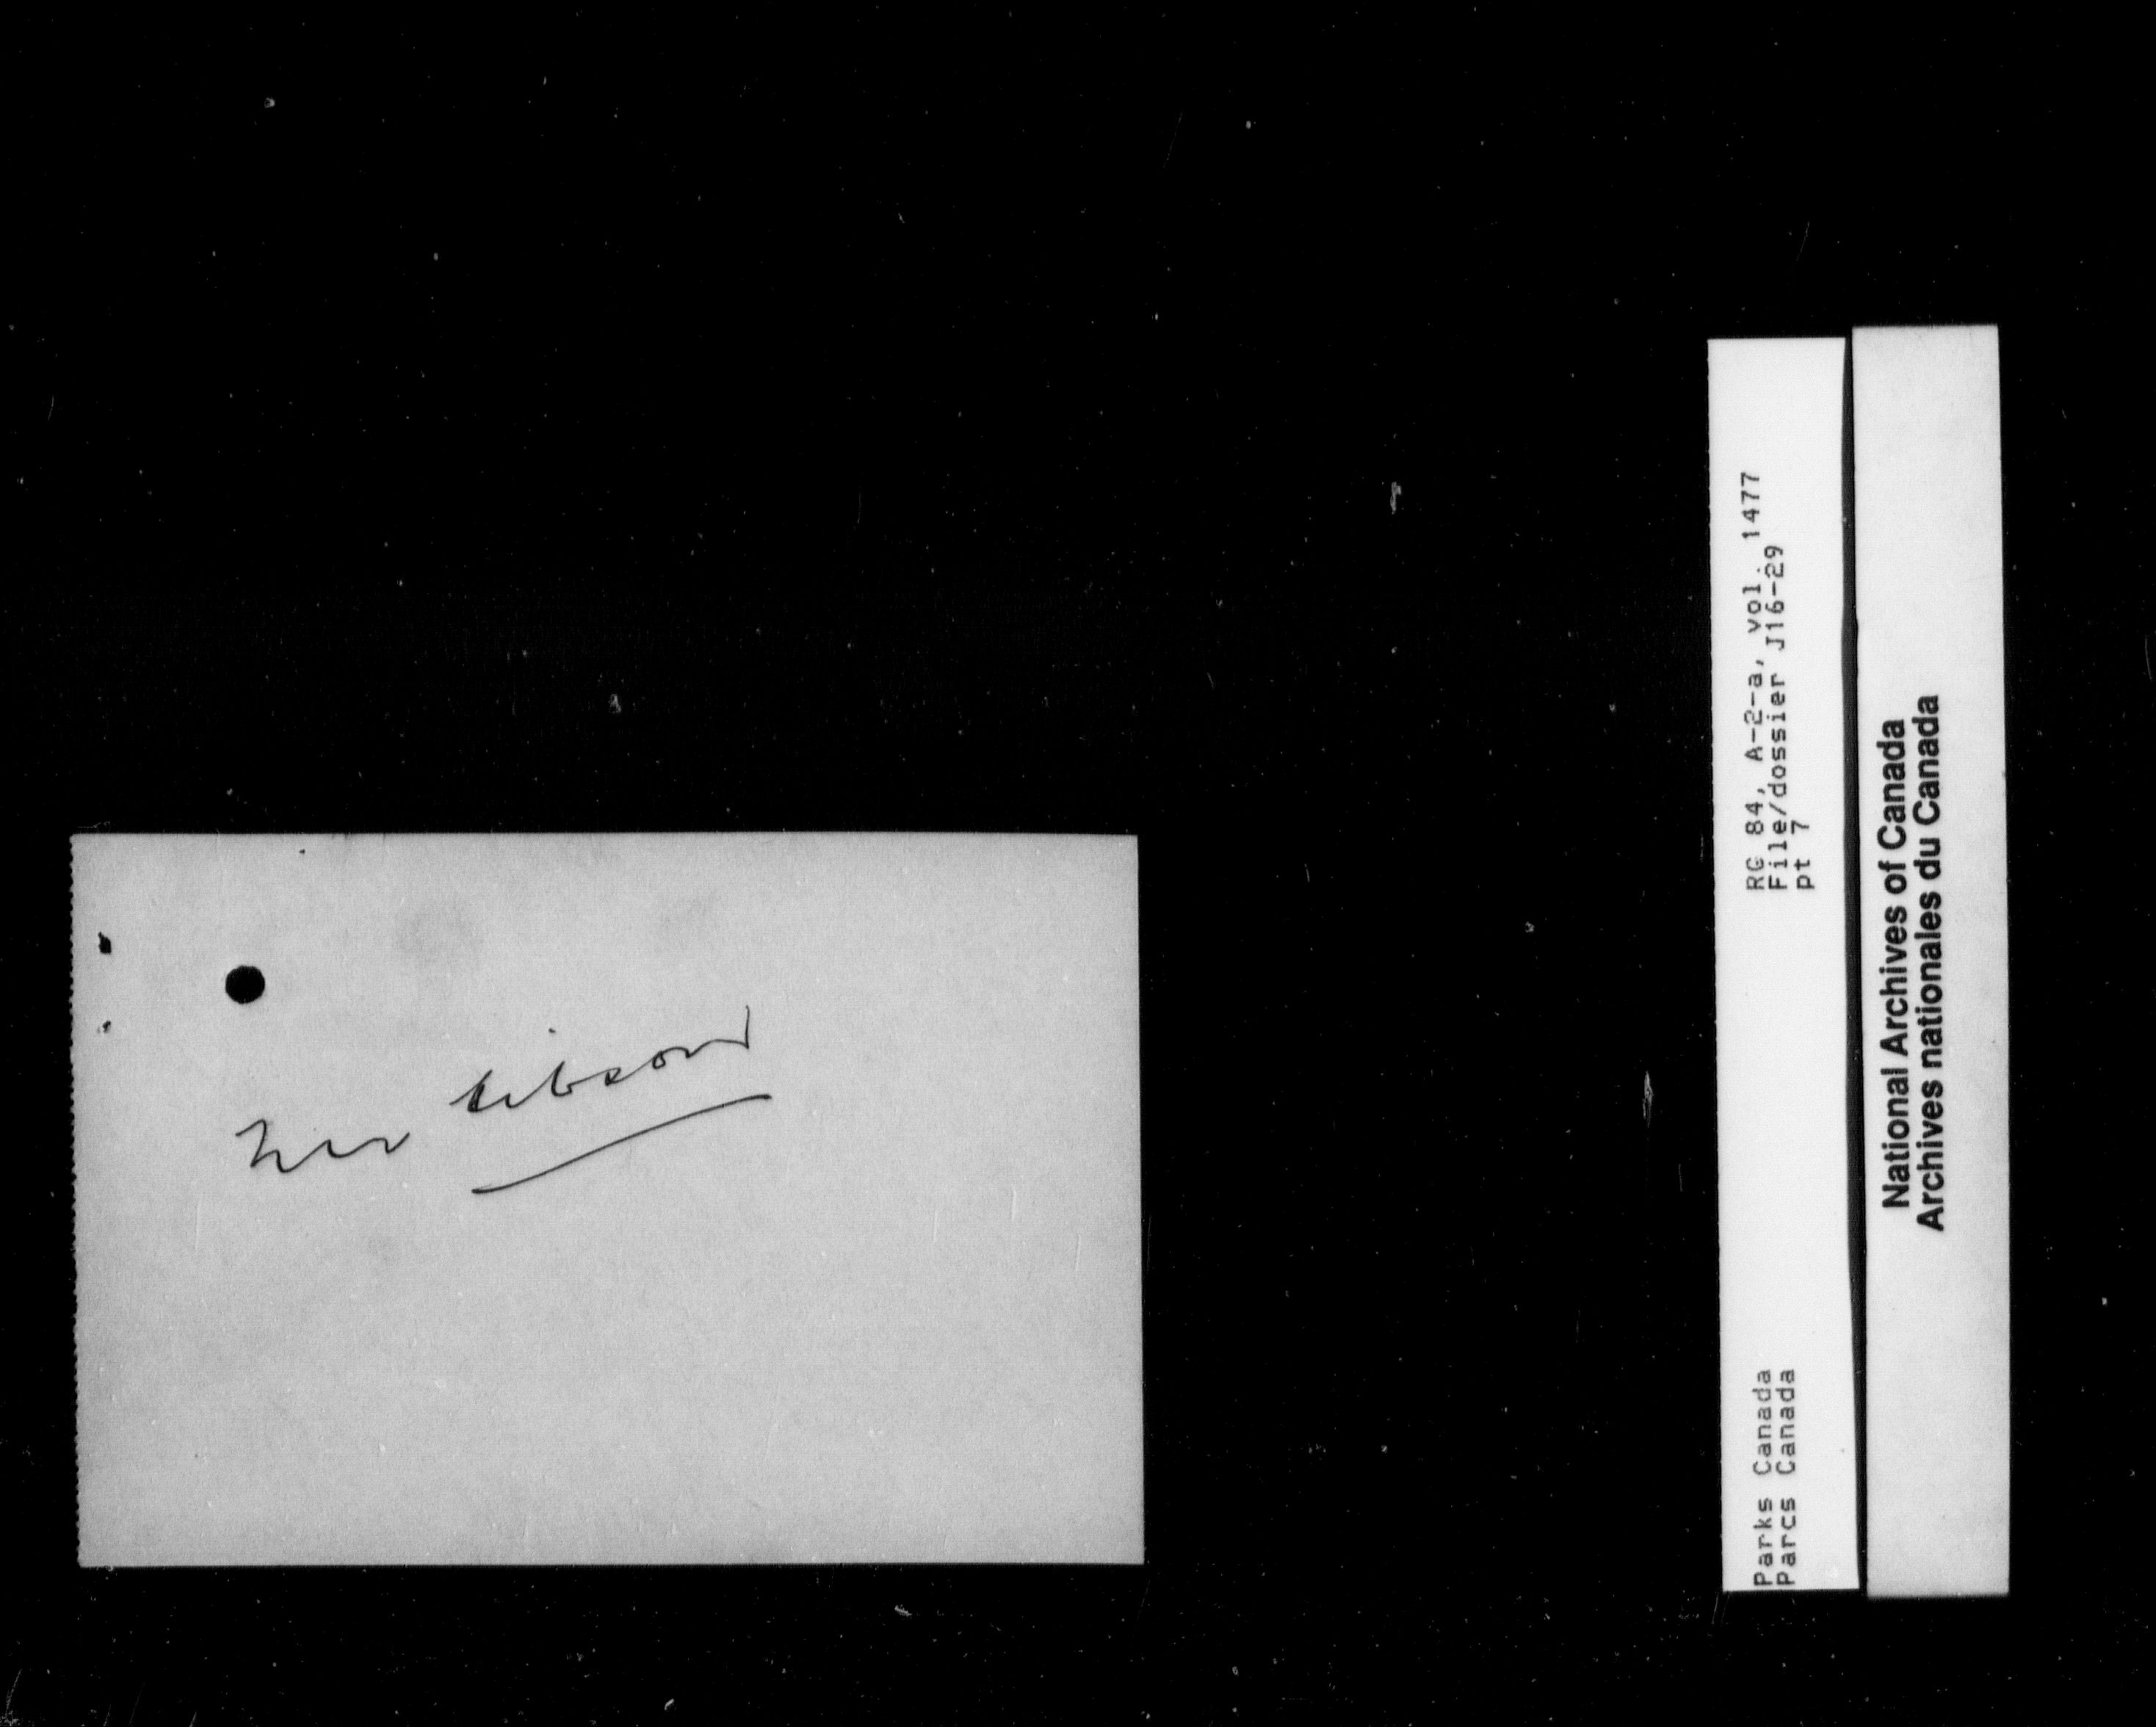 Mr Gibson
RG 84, A-2-a, vol. 1477
File/dossier J16-29
pt 7
Parks Canada
Parcs Canada
National Archives of Canada
Archives nationales du Canada